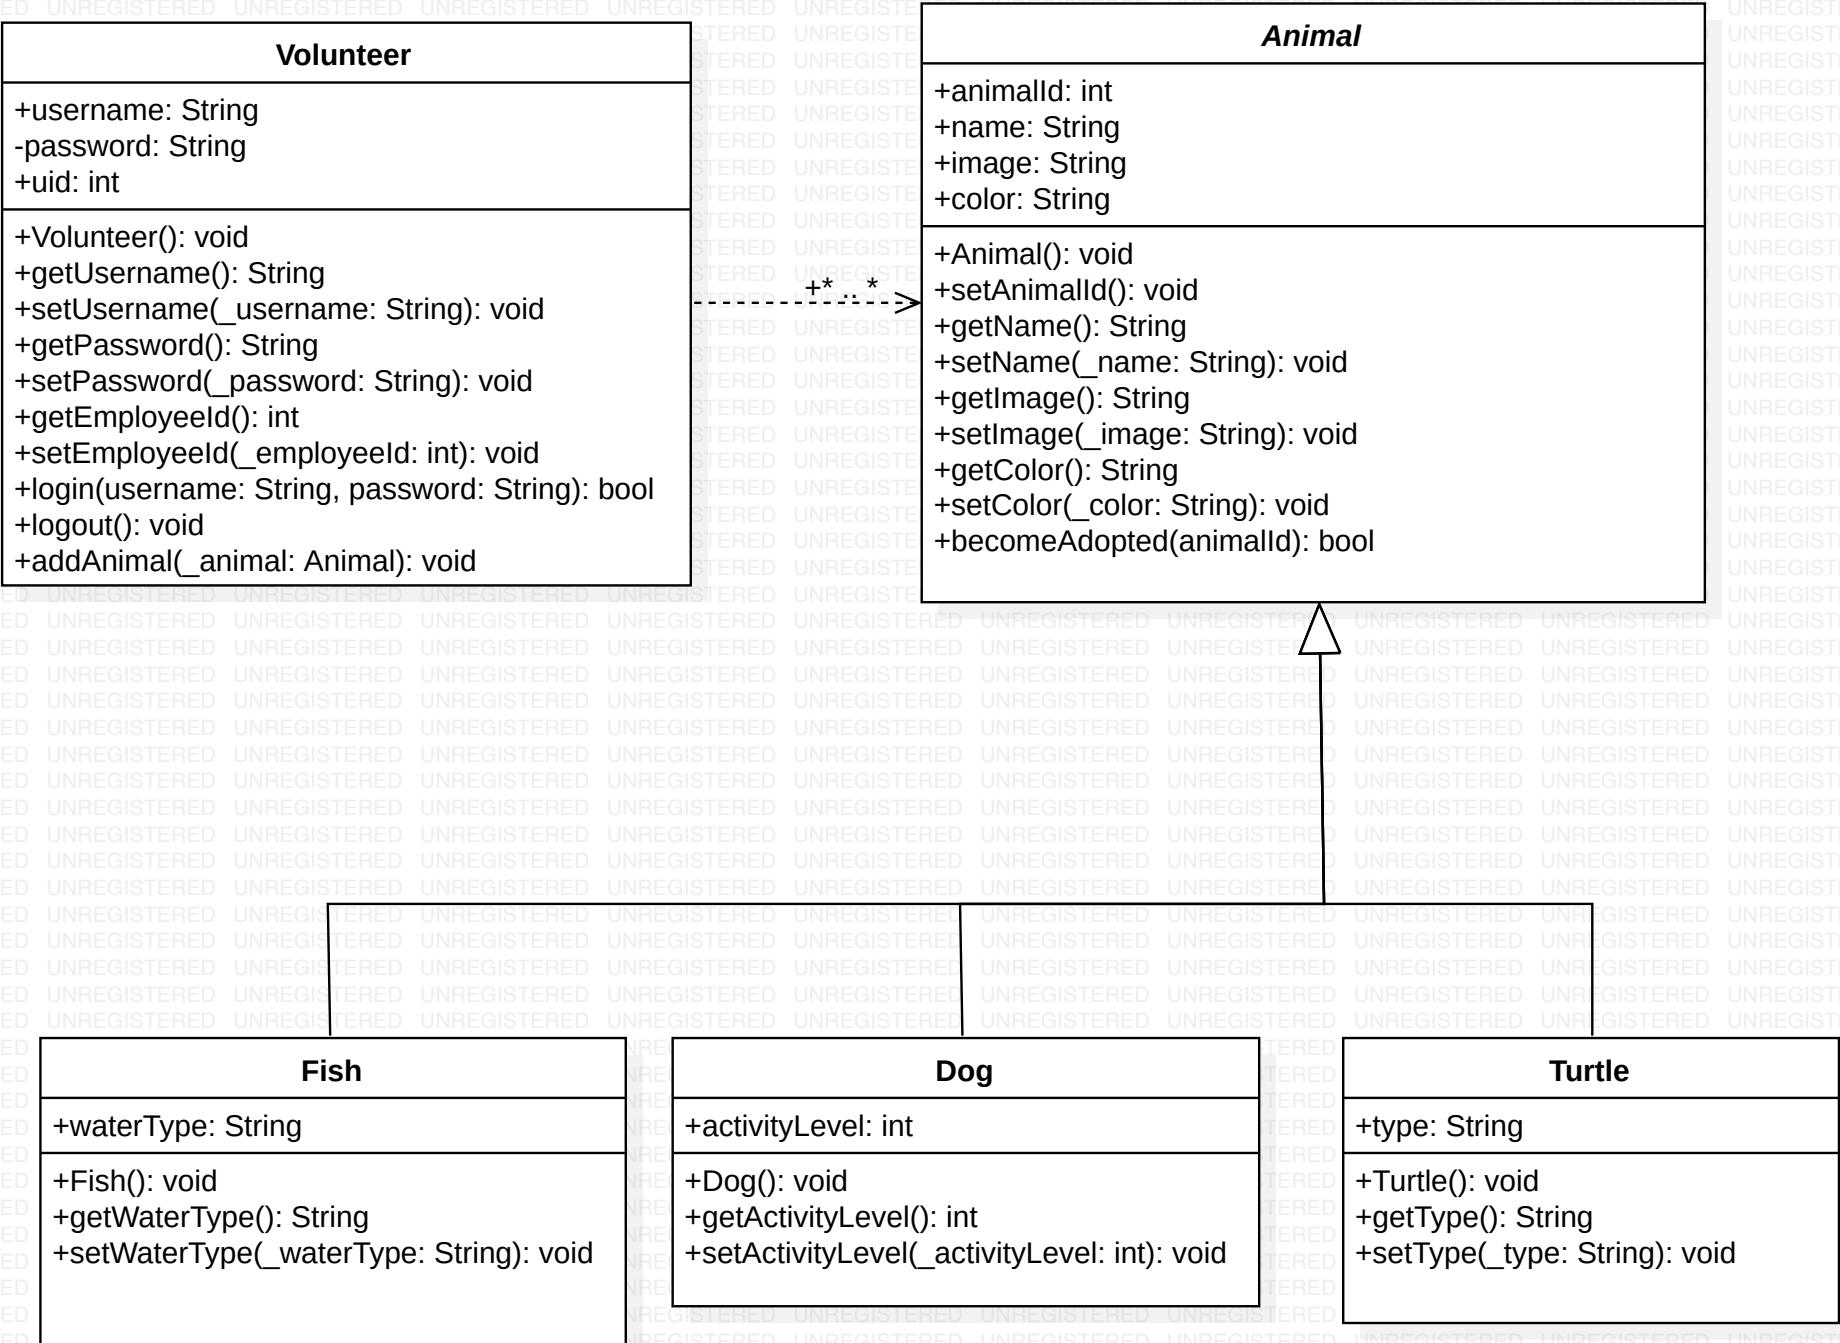 Volunteer
+username: String
-password: String
+uid: int
+Volunteer(): void
+getUsername(): String
+setUsername(_username: String): void
+getPassword(): String
+setPassword(_password: String): void
+getEmployeeId(): int
+setEmployeeId(_employeeId: int): void
+login(username: String, password: String): bool
+logout(): void
+addAnimal(_animal: Animal): void
+* .. *
Animal
+animalId: int
+name: String
+image: String
+color: String
+Animal(): void
+setAnimalId(): void
+getName(): String
+setName(_name: String): void
+getImage(): String
+setImage(_image: String): void
+getColor(): String
+setColor(_color: String): void
+becomeAdopted(animalId): bool
Fish
+waterType: String
+Fish(): void
+getWaterType(): String
+setWaterType(_waterType: String): void
Dog
+activityLevel: int
+Dog(): void
+getActivityLevel(): int
+setActivityLevel(_activityLevel: int): void
Turtle
+type: String
+Turtle(): void
+getType(): String
+setType(_type: String): void
UNREGISTERED